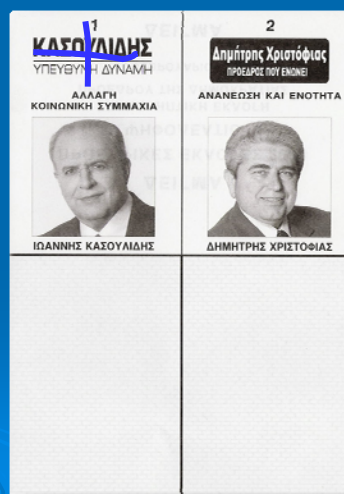 1
ΚΑΣΟΥΛΙΔΗΣ
ΥΠΕΥΘΥΝΗ ΔΥΝΑΜΗ
ΑΛΛΑΓΗ
ΚΟΙΝΩΝΙΚΗ ΣΥΜΜΑΧΙΑ
ΙΩΑΝΝΗΣ ΚΑΣΟΥΛΙΔΗΣ
2
Δημήτρης Χριστόφιας
ΠΡΟΕΔΡΟΣ ΠΟΥ ΕΝΩΝΕΙ
ΑΝΑΝΕΩΣΗ ΚΑΙ ΕΝΟΤΗΤΑ
ΔΗΜΗΤΡΗΣ ΧΡΙΣΤΟΦΙΑΣ